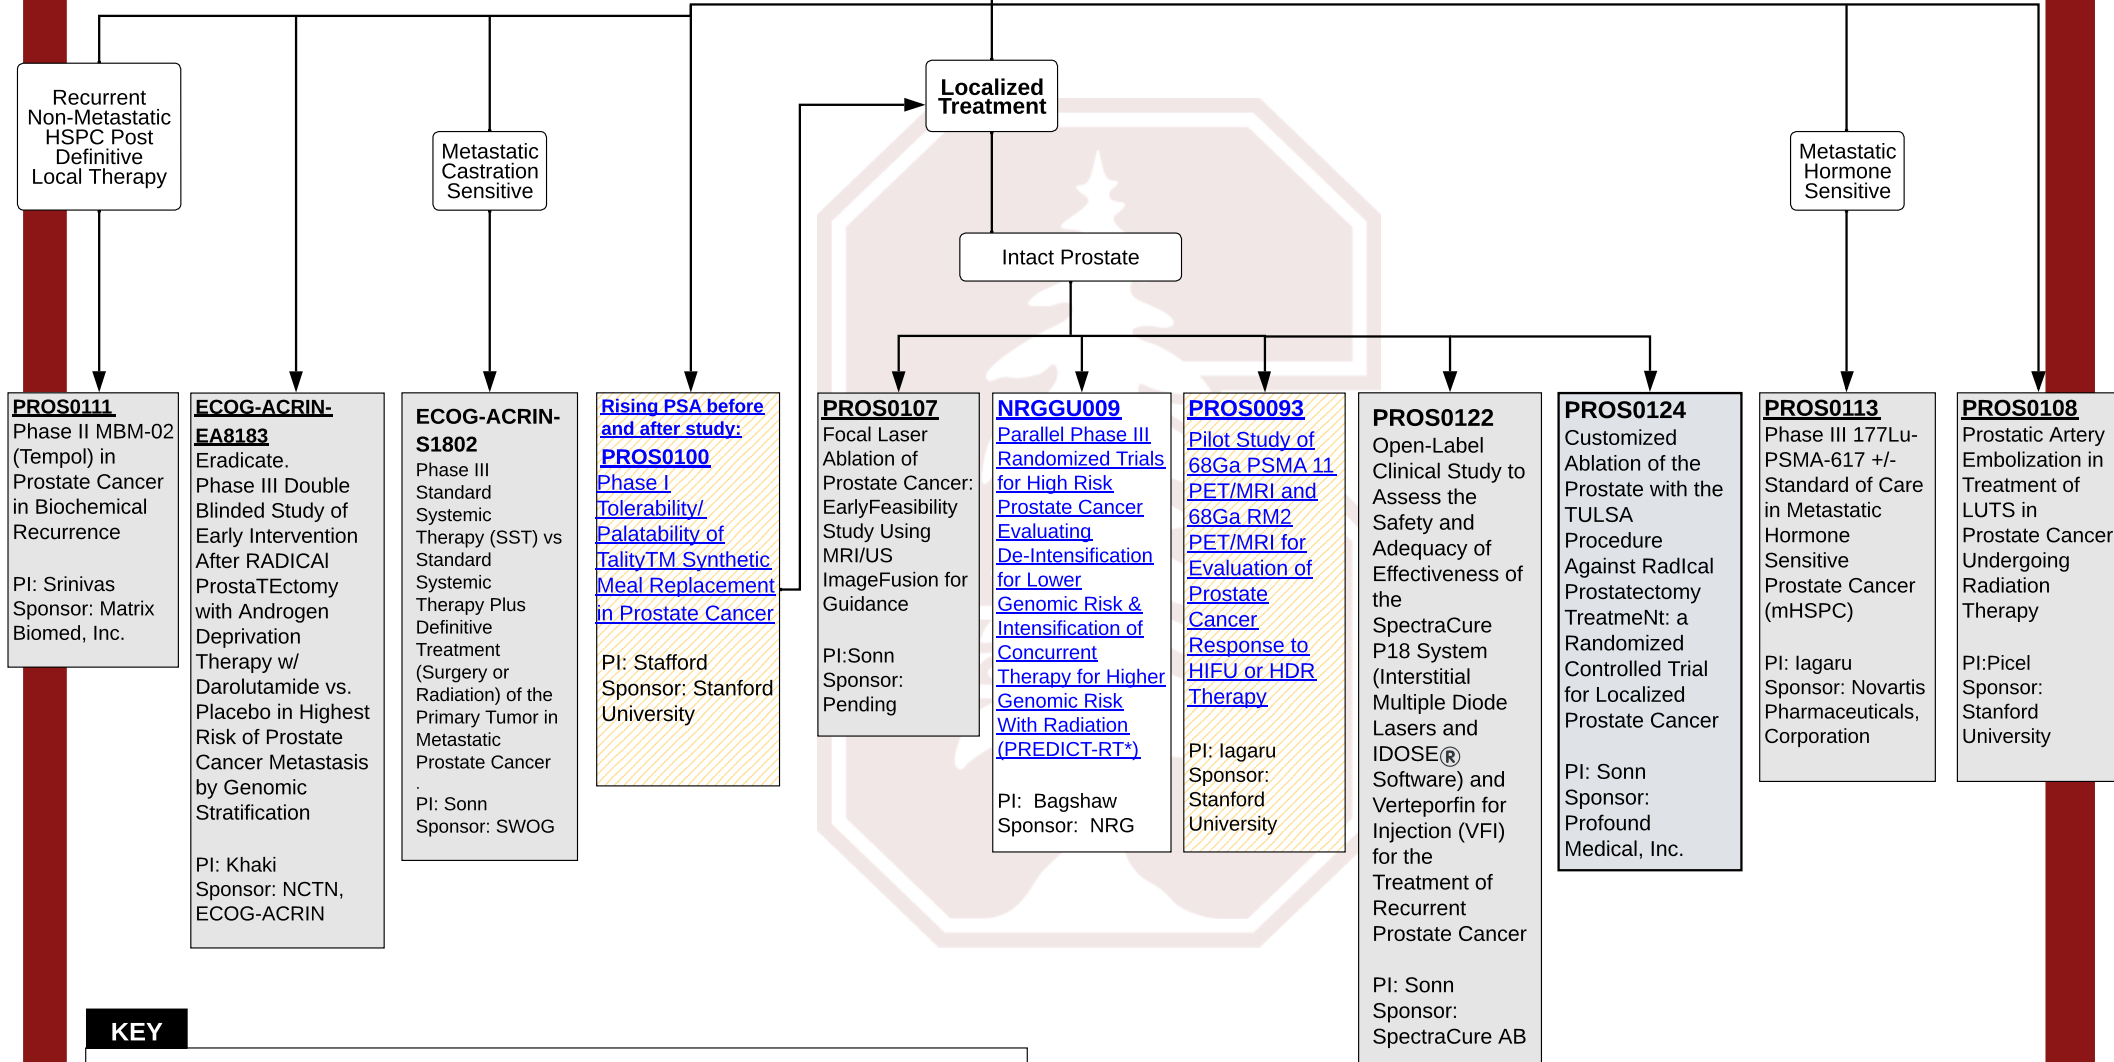 Recurrent
Non-Metastatic
HSPC Post
Definitive
Local Therapy
Metastatic
Castration
Sensitive
Localized
Treatment
Intact Prostate
Metastatic
Hormone
Sensitive
PROS0111
Phase II MBM-02
(Tempol) in
Prostate Cancer
in Biochemical
Recurrence
PI: Srinivas
Sponsor: Matrix
Biomed, Inc.
ECOG-ACRIN-
EA8183
Eradicate.
Phase III Double
Blinded Study of
Early Intervention
After RADICAl
ProstaTEctomy
with Androgen
Deprivation
Therapy w/
Darolutamide vs.
Placebo in Highest
Risk of Prostate
Cancer Metastasis
by Genomic
Stratification
PI: Khaki
Sponsor: NCTN,
ECOG-ACRIN
ECOG-ACRIN-
S1802
Phase III
Standard
Systemic
Therapy (SST) vs
Standard
Systemic
Therapy Plus
Definitive
Treatment
(Surgery or
Radiation) of the
Primary Tumor in
Metastatic
Prostate Cancer
.
PI: Sonn
Sponsor: SWOG
Rising PSA before
and after study:
PROS0100
Phase I
Tolerability/
Palatability of
TalityTM Synthetic
Meal Replacement
in Prostate Cancer
PI: Stafford
Sponsor: Stanford
University
PROS0107
Focal Laser
Ablation of
Prostate Cancer:
EarlyFeasibility
Study Using
MRI/US
ImageFusion for
Guidance
PI:Sonn
Sponsor:
Pending
NRGGU009
Parallel Phase III
Randomized Trials
for High Risk
Prostate Cancer
Evaluating
De-Intensification
for Lower
Genomic Risk &
Intensification of
Concurrent
Therapy for Higher
Genomic Risk
With Radiation
(PREDICT-RT*)
PI:  Bagshaw
Sponsor:  NRG
PROS0093
Pilot Study of
68Ga PSMA 11
PET/MRI and
68Ga RM2
PET/MRI for
Evaluation of
Prostate
Cancer
Response to
HIFU or HDR
Therapy
PI: Iagaru
Sponsor:
Stanford
University
PROS0122
Open-Label
Clinical Study to
Assess the
Safety and
Adequacy of
Effectiveness of
the
SpectraCure
P18 System
(Interstitial
Multiple Diode
Lasers and
IDOSE®
Software) and
Verteporfin for
Injection (VFI)
for the
Treatment of
Recurrent
Prostate Cancer
PI: Sonn
Sponsor:
SpectraCure AB
PROS0124
Customized
Ablation of the
Prostate with the
TULSA
Procedure
Against RadIcal
Prostatectomy
TreatmeNt: a
Randomized
Controlled Trial
for Localized
Prostate Cancer
PI: Sonn
Sponsor:
Profound
Medical, Inc.
PROS0113
Phase III 177Lu-
PSMA-617 +/-
Standard of Care
in Metastatic
Hormone
Sensitive
Prostate Cancer
(mHSPC)
PI: Iagaru
Sponsor: Novartis
Pharmaceuticals,
Corporation
PROS0108
Prostatic Artery
Embolization in
Treatment of
LUTS in
Prostate Cancer
Undergoing
Radiation
Therapy
PI:Picel
Sponsor:
Stanford
University
KEY